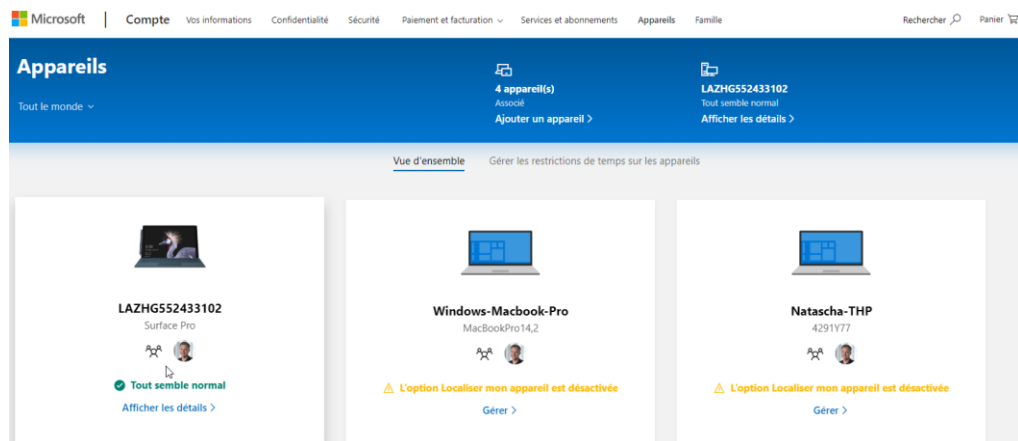 Microsoft
Compte
Vos informations
Confidentialité
Sécurité
Paiement et facturation
Services et abonnements
Appareils
Famille
Rechercher
Panier
Appareils
Tout le monde
4 appareil(s)
Associé
Ajouter un appareil >
LAZHG552433102
Tout semble normal
Afficher les détails >
Vue d'ensemble
Gérer les restrictions de temps sur les appareils
LAZHG552433102
Surface Pro
Tout semble normal
Afficher les détails >
Windows-Macbook-Pro
MacBookPro14,2
L'option Localiser mon appareil est désactivée
Gérer >
Natascha-THP
4291Y77
L'option Localiser mon appareil est désactivée
Gérer >